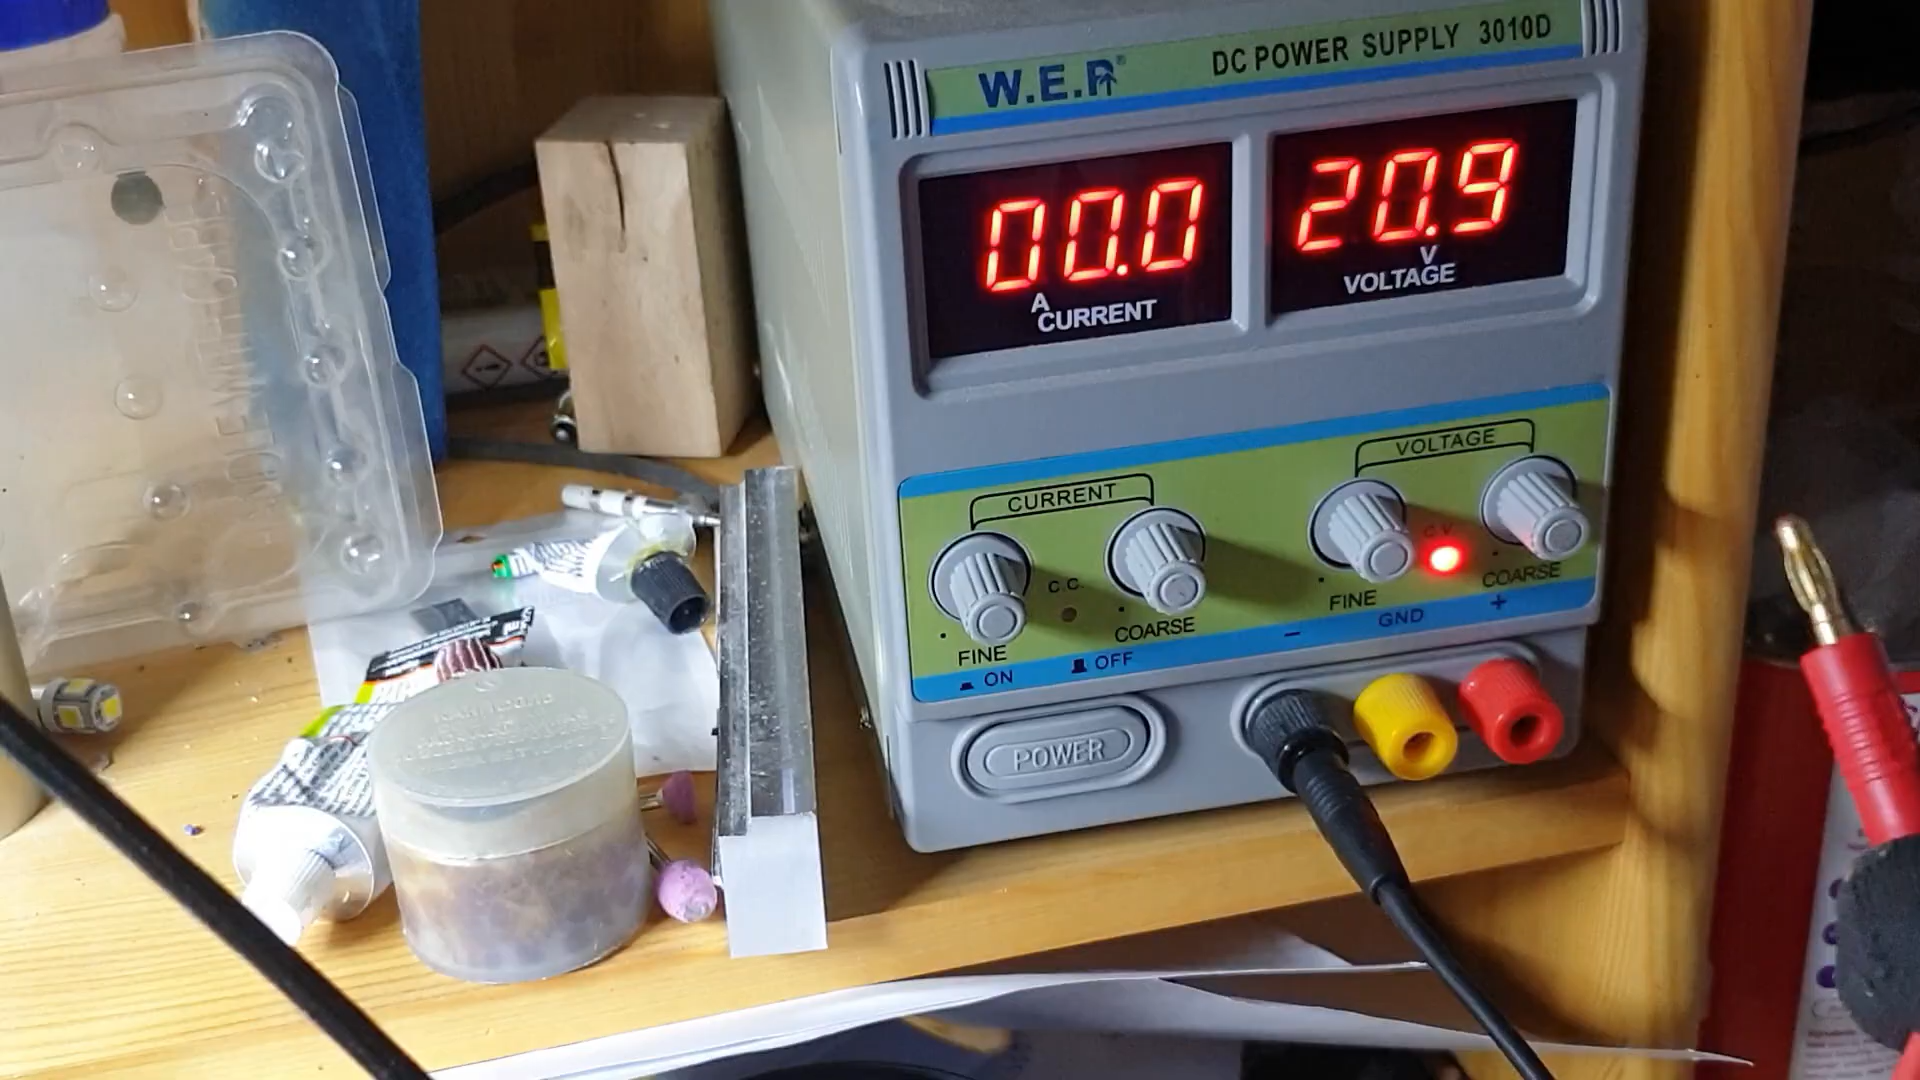 W.E.P®
DC POWER SUPPLY 3010D
00.0
A
CURRENT
20.9
V
VOLTAGE
CURRENT
VOLTAGE
C.C.
C.V.
FINE
COARSE
FINE
COARSE
ON
OFF
−
GND
+
POWER